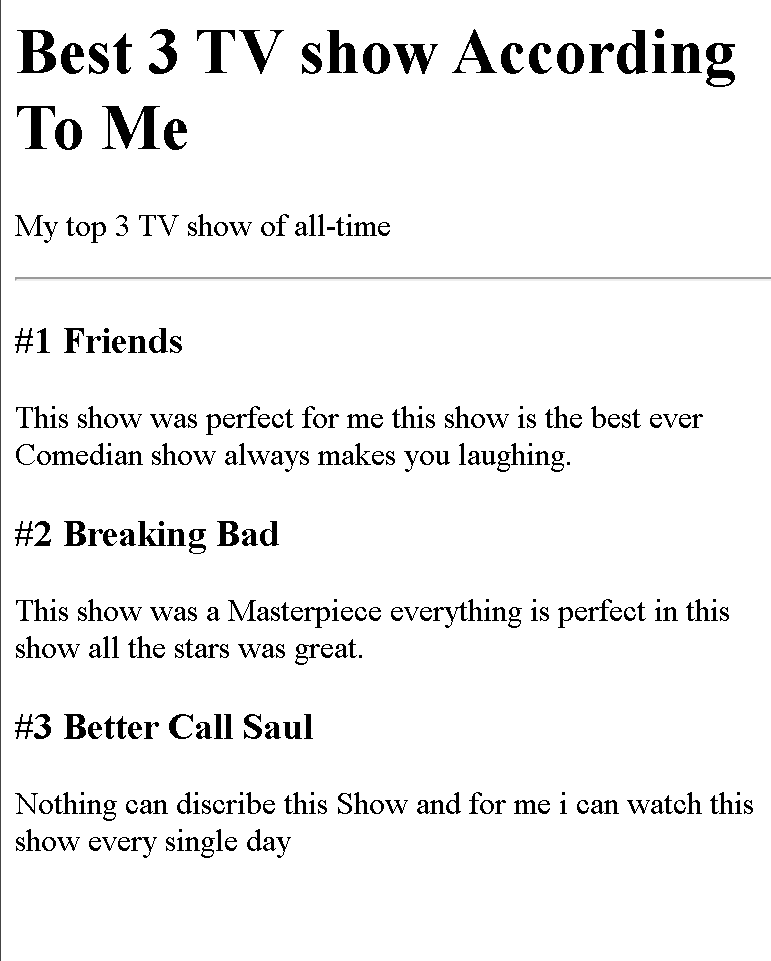 Best 3 TV show According
To Me
My top 3 TV show of all-time
#1 Friends
This show was perfect for me this show is the best ever
Comedian show always makes you laughing.
#2 Breaking Bad
This show was a Masterpiece everything is perfect in this
show all the stars was great.
#3 Better Call Saul
Nothing can discribe this Show and for me i can watch this
show every single day